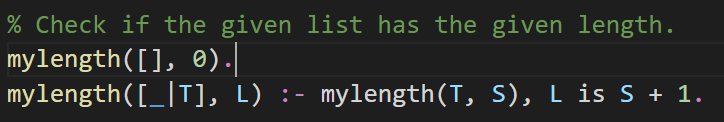 % Check if the given list has the given length.
mylength([], 0).
mylength([_|T], L) :- mylength(T, S), L is S + 1.